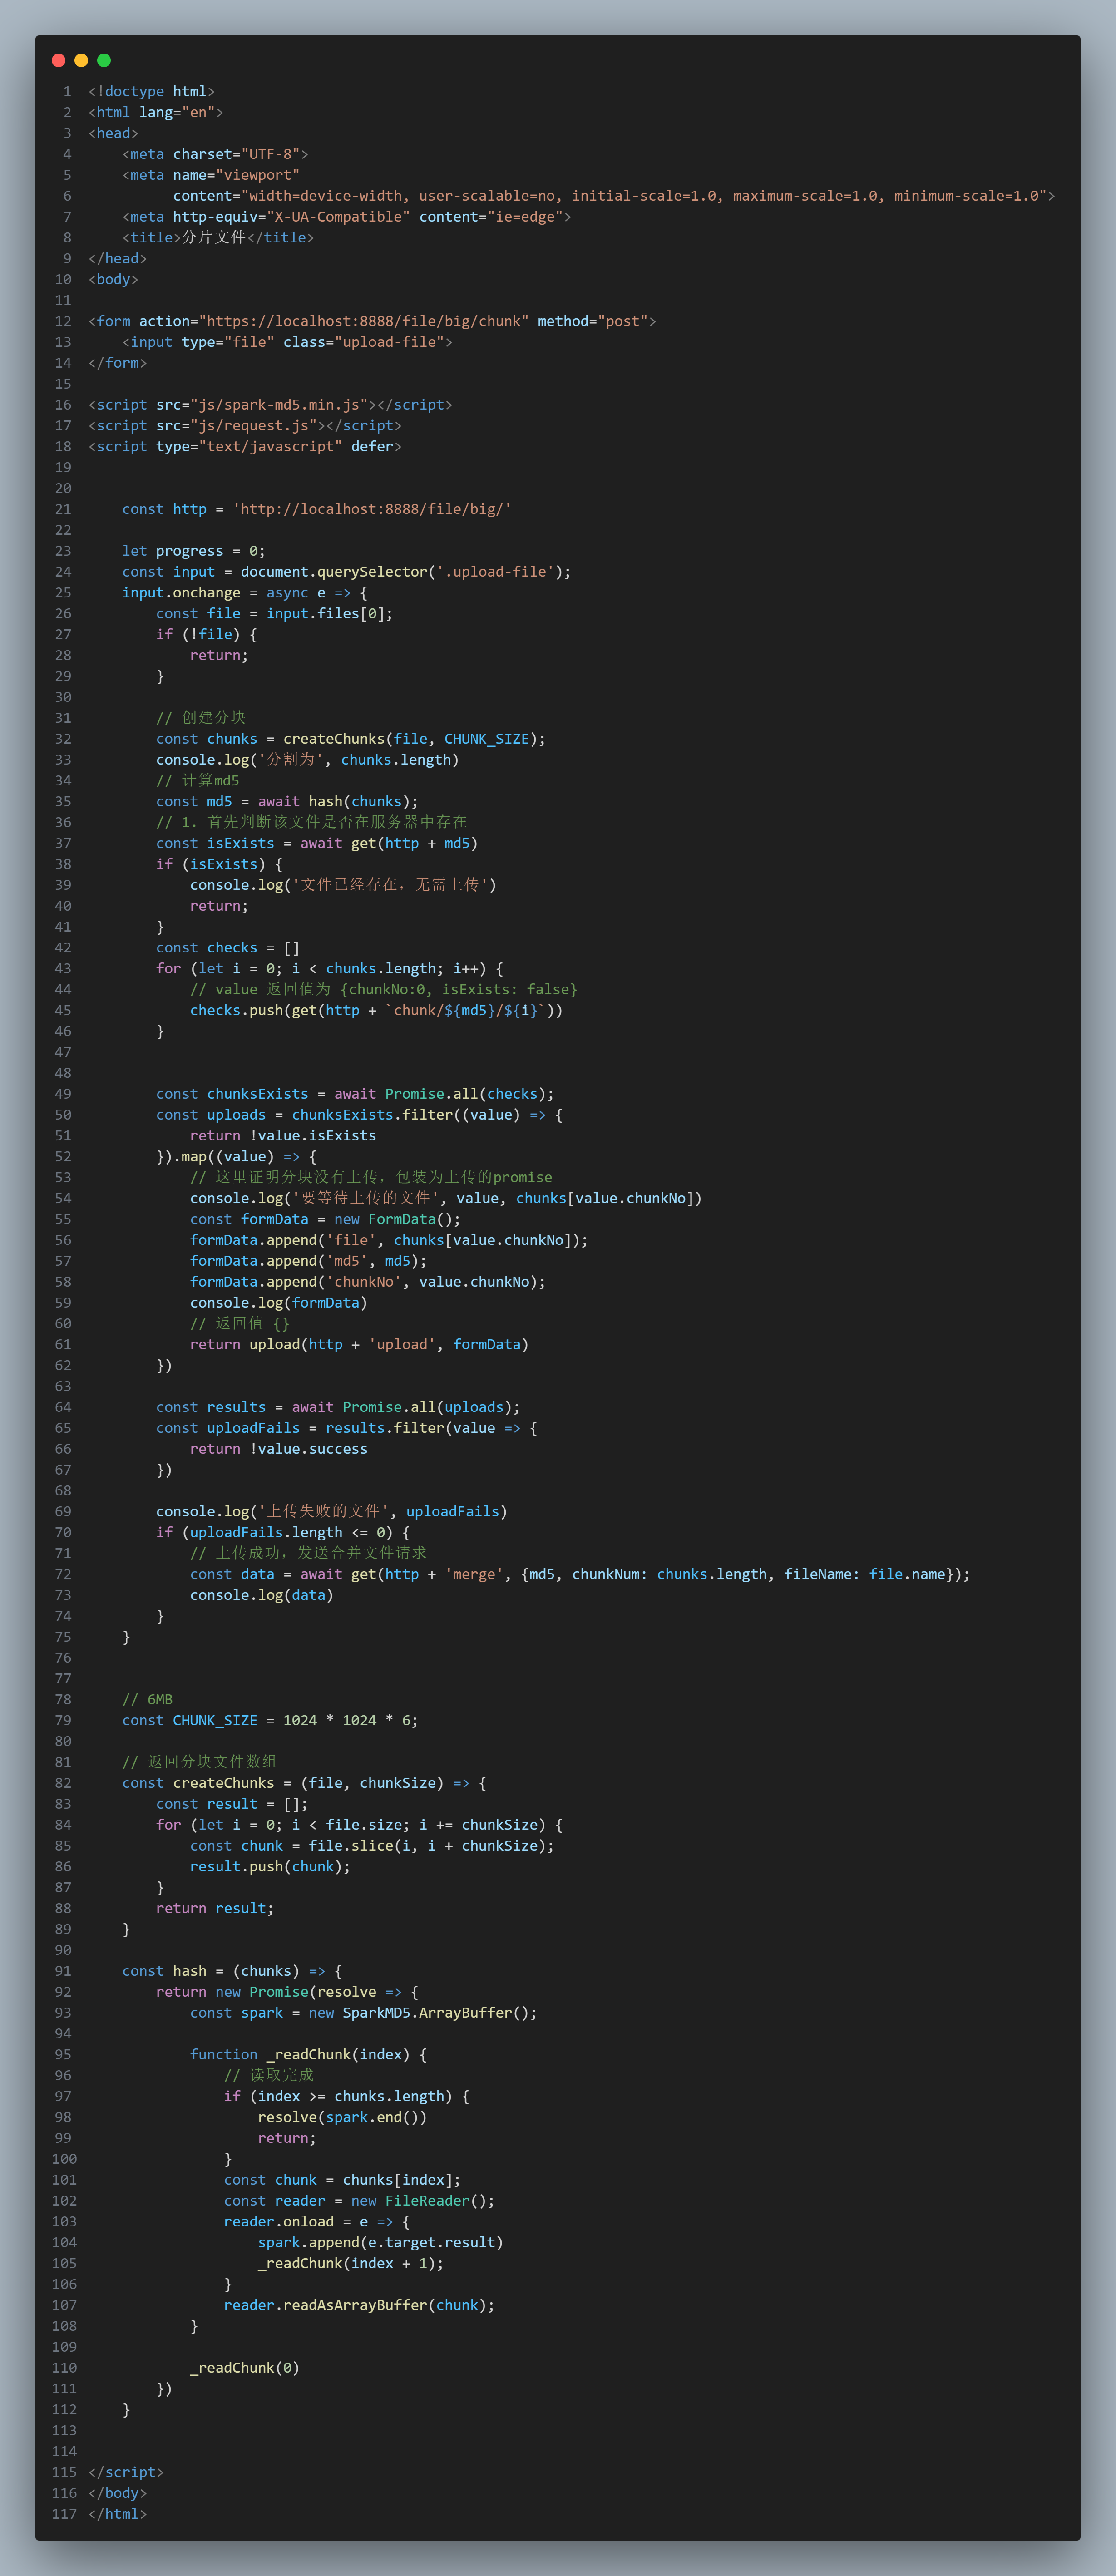 1 <!doctype html>
2 <html lang="en">
3 <head>
4     <meta charset="UTF-8">
5     <meta name="viewport"
6           content="width=device-width, user-scalable=no, initial-scale=1.0, maximum-scale=1.0, minimum-scale=1.0">
7     <meta http-equiv="X-UA-Compatible" content="ie=edge">
8     <title>分片文件</title>
9 </head>
10 <body>
11
12 <form action="https://localhost:8888/file/big/chunk" method="post">
13     <input type="file" class="upload-file">
14 </form>
15
16 <script src="js/spark-md5.min.js"></script>
17 <script src="js/request.js"></script>
18 <script type="text/javascript" defer>
19
20
21     const http = 'http://localhost:8888/file/big/'
22
23     let progress = 0;
24     const input = document.querySelector('.upload-file');
25     input.onchange = async e => {
26         const file = input.files[0];
27         if (!file) {
28             return;
29         }
30
31         // 创建分块
32         const chunks = createChunks(file, CHUNK_SIZE);
33         console.log('分割为', chunks.length)
34         // 计算md5
35         const md5 = await hash(chunks);
36         // 1. 首先判断该文件是否在服务器中存在
37         const isExists = await get(http + md5)
38         if (isExists) {
39             console.log('文件已经存在，无需上传')
40             return;
41         }
42         const checks = []
43         for (let i = 0; i < chunks.length; i++) {
44             // value 返回值为 {chunkNo:0, isExists: false}
45             checks.push(get(http + `chunk/${md5}/${i}`))
46         }
47
48
49         const chunksExists = await Promise.all(checks);
50         const uploads = chunksExists.filter((value) => {
51             return !value.isExists
52         }).map((value) => {
53             // 这里证明分块没有上传，包装为上传的promise
54             console.log('要等待上传的文件', value, chunks[value.chunkNo])
55             const formData = new FormData();
56             formData.append('file', chunks[value.chunkNo]);
57             formData.append('md5', md5);
58             formData.append('chunkNo', value.chunkNo);
59             console.log(formData)
60             // 返回值 {}
61             return upload(http + 'upload', formData)
62         })
63
64         const results = await Promise.all(uploads);
65         const uploadFails = results.filter(value => {
66             return !value.success
67         })
68
69         console.log('上传失败的文件', uploadFails)
70         if (uploadFails.length <= 0) {
71             // 上传成功，发送合并文件请求
72             const data = await get(http + 'merge', {md5, chunkNum: chunks.length, fileName: file.name});
73             console.log(data)
74         }
75     }
76
77
78     // 6MB
79     const CHUNK_SIZE = 1024 * 1024 * 6;
80
81     // 返回分块文件数组
82     const createChunks = (file, chunkSize) => {
83         const result = [];
84         for (let i = 0; i < file.size; i += chunkSize) {
85             const chunk = file.slice(i, i + chunkSize);
86             result.push(chunk);
87         }
88         return result;
89     }
90
91     const hash = (chunks) => {
92         return new Promise(resolve => {
93             const spark = new SparkMD5.ArrayBuffer();
94
95             function _readChunk(index) {
96                 // 读取完成
97                 if (index >= chunks.length) {
98                     resolve(spark.end())
99                     return;
100                 }
101                 const chunk = chunks[index];
102                 const reader = new FileReader();
103                 reader.onload = e => {
104                     spark.append(e.target.result)
105                     _readChunk(index + 1);
106                 }
107                 reader.readAsArrayBuffer(chunk);
108             }
109
110             _readChunk(0)
111         })
112     }
113
114
115 </script>
116 </body>
117 </html>